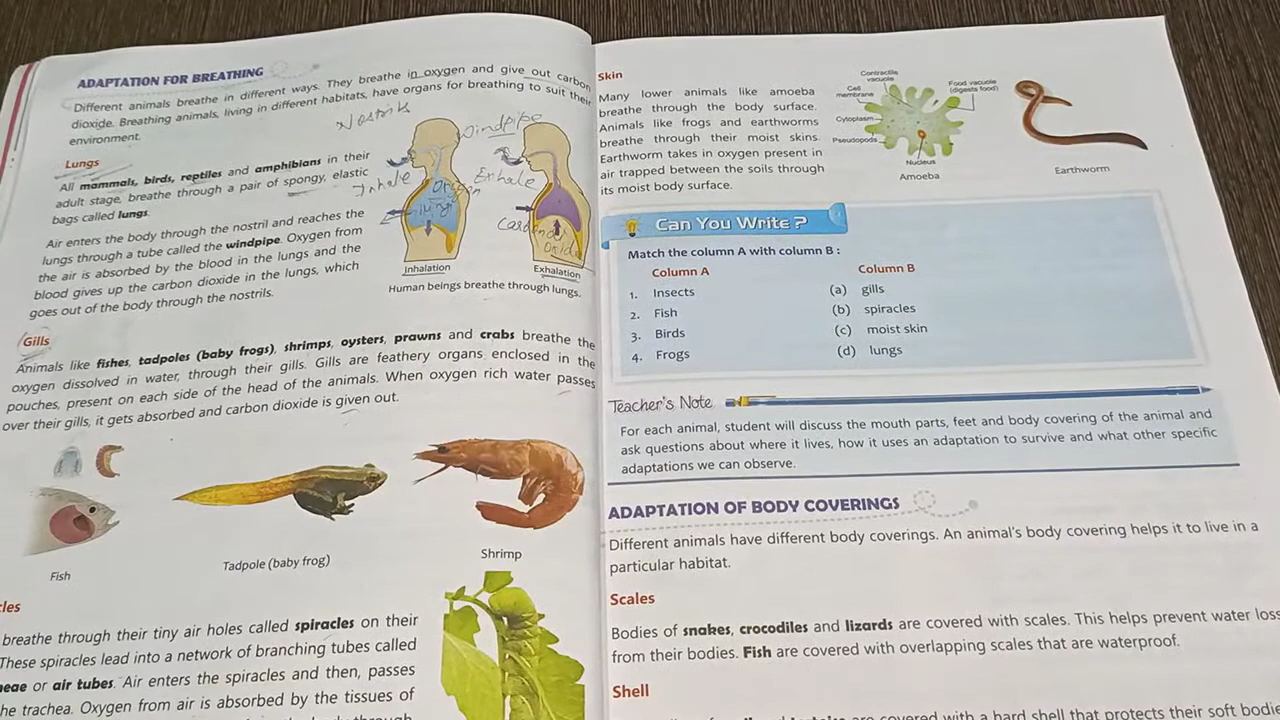 ADAPTATION FOR BREATHING
Different animals breathe in different ways. They breathe in oxygen and give out carbon
dioxide. Breathing animals, living in different habitats, have organs for breathing to suit their
environment.
Nostrils
Windpipe
Lungs
All mammals, birds, reptiles and amphibians in their
adult stage, breathe through a pair of spongy, elastic
bags called lungs.
Air enters the body through the nostril and reaches the
lungs through a tube called the windpipe. Oxygen from
the air is absorbed by the blood in the lungs and the
blood gives up the carbon dioxide in the lungs, which
goes out of the body through the nostrils.
Inhale
Exhale
Inhalation
Exhalation
Human beings breathe through lungs.
Gills
Animals like fishes, tadpoles (baby frogs), shrimps, oysters, prawns and crabs breathe the
oxygen dissolved in water, through their gills. Gills are feathery organs enclosed in the
pouches, present on each side of the head of the animals. When oxygen rich water passes
over their gills, it gets absorbed and carbon dioxide is given out.
Fish
Tadpole (baby frog)
Shrimp
cles
breathe through their tiny air holes called spiracles on their
These spiracles lead into a network of branching tubes called
eae or air tubes. Air enters the spiracles and then, passes
he trachea. Oxygen from air is absorbed by the tissues of
Skin
Many lower animals like amoeba
breathe through the body surface.
Animals like frogs and earthworms
breathe through their moist skins.
Earthworm takes in oxygen present in
air trapped between the soils through
its moist body surface.
Contractile
vacuole
Cell
membrane
Food vacuole
(digests food)
Cytoplasm
Pseudopods
Nucleus
Amoeba
Earthworm
Can You Write ?
Match the column A with column B :
Column A Column B
1. Insects (a) gills
2. Fish (b) spiracles
3. Birds (c) moist skin
4. Frogs (d) lungs
Teacher's Note
For each animal, student will discuss the mouth parts, feet and body covering of the animal and
ask questions about where it lives, how it uses an adaptation to survive and what other specific
adaptations we can observe.
ADAPTATION OF BODY COVERINGS
Different animals have different body coverings. An animal's body covering helps it to live in a
particular habitat.
Scales
Bodies of snakes, crocodiles and lizards are covered with scales. This helps prevent water loss
from their bodies. Fish are covered with overlapping scales that are waterproof.
Shell
are covered with a hard shell that protects their soft bodie